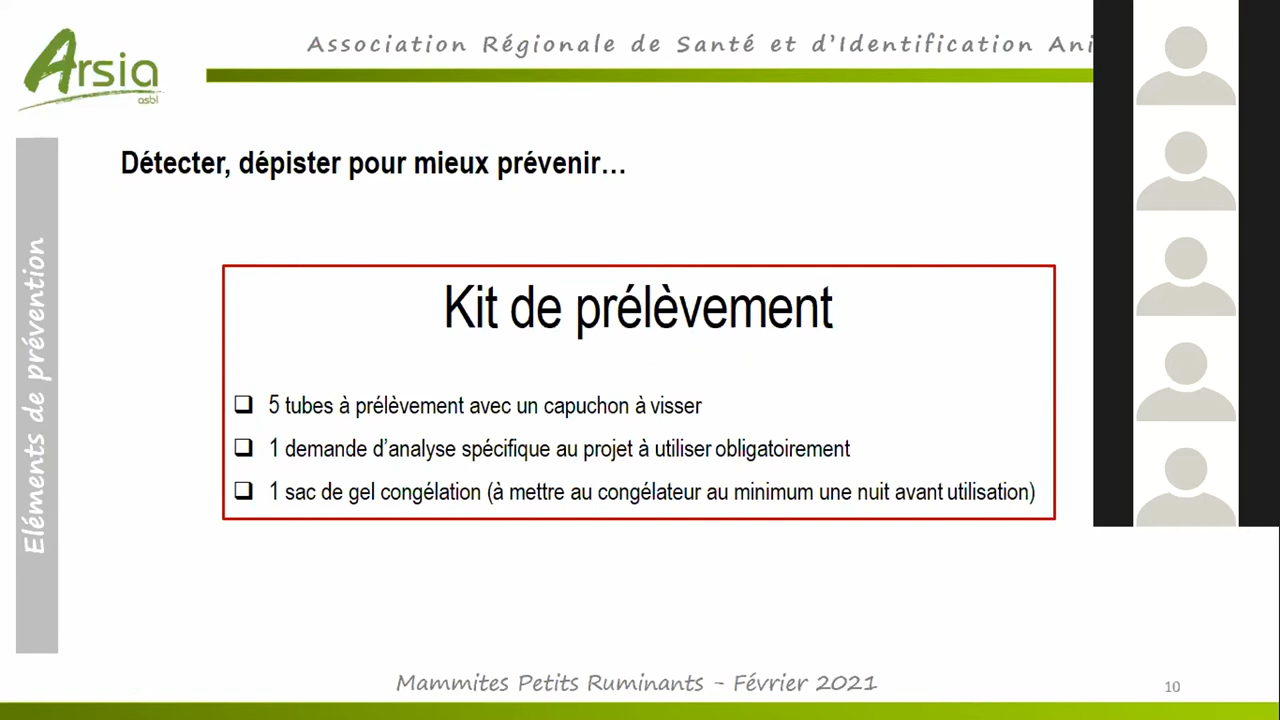 Arsia
asbl
Association Régionale de Santé et d’Identification Ani
Détecter, dépister pour mieux prévenir…
Eléments de prévention
Kit de prélèvement
❑ 5 tubes à prélèvement avec un capuchon à visser
❑ 1 demande d’analyse spécifique au projet à utiliser obligatoirement
❑ 1 sac de gel congélation (à mettre au congélateur au minimum une nuit avant utilisation)
Mammites Petits Ruminants - Février 2021
10